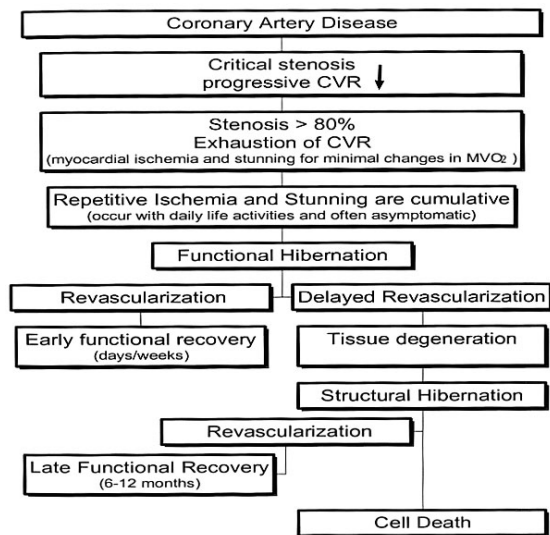 Coronary Artery Disease
Critical stenosis
progressive CVR ↓
Stenosis > 80%
Exhaustion of CVR
(myocardial ischemia and stunning for minimal changes in MVO₂ )
Repetitive Ischemia and Stunning are cumulative
(occur with daily life activities and often asymptomatic)
Functional Hibernation
Revascularization
Delayed Revascularization
Early functional recovery
(days/weeks)
Tissue degeneration
Structural Hibernation
Revascularization
Late Functional Recovery
(6-12 months)
Cell Death